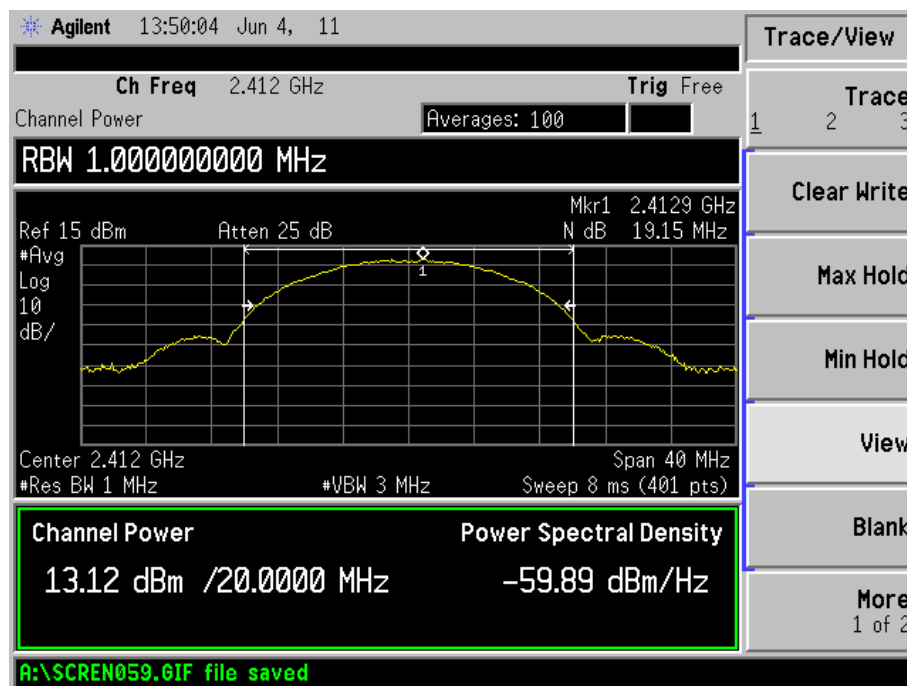 Agilent 13:50:04 Jun 4, 11
Trace/View
Ch Freq 2.412 GHz Trig Free
Channel Power Averages: 100
RBW 1.000000000 MHz
Mkr1 2.4129 GHz
Ref 15 dBm Atten 25 dB N dB 19.15 MHz
#Avg
Log
10
dB/
1
Center 2.412 GHz Span 40 MHz
#Res BW 1 MHz #VBW 3 MHz Sweep 8 ms (401 pts)
Channel Power Power Spectral Density
13.12 dBm /20.0000 MHz -59.89 dBm/Hz
A:\SCREN059.GIF file saved
Trace
1 2 3
Clear Write
Max Hold
Min Hold
View
Blank
More
1 of 2